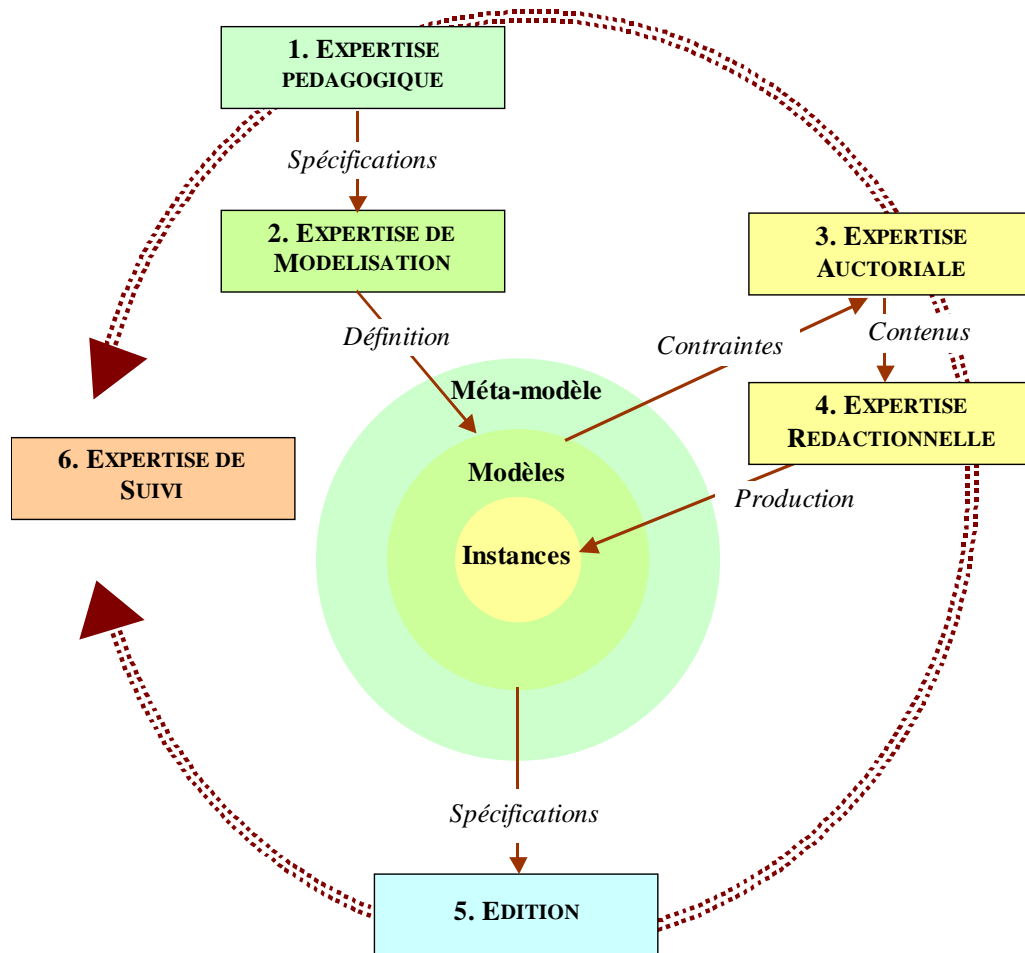 1. EXPERTISE
PEDAGOGIQUE
Spécifications
2. EXPERTISE DE
MODELISATION
3. EXPERTISE
AUCTORIALE
Définition
Contraintes
Contenus
Méta-modèle
4. EXPERTISE
REDACTIONNELLE
6. EXPERTISE DE
SUIVI
Modèles
Production
Instances
Spécifications
5. EDITION